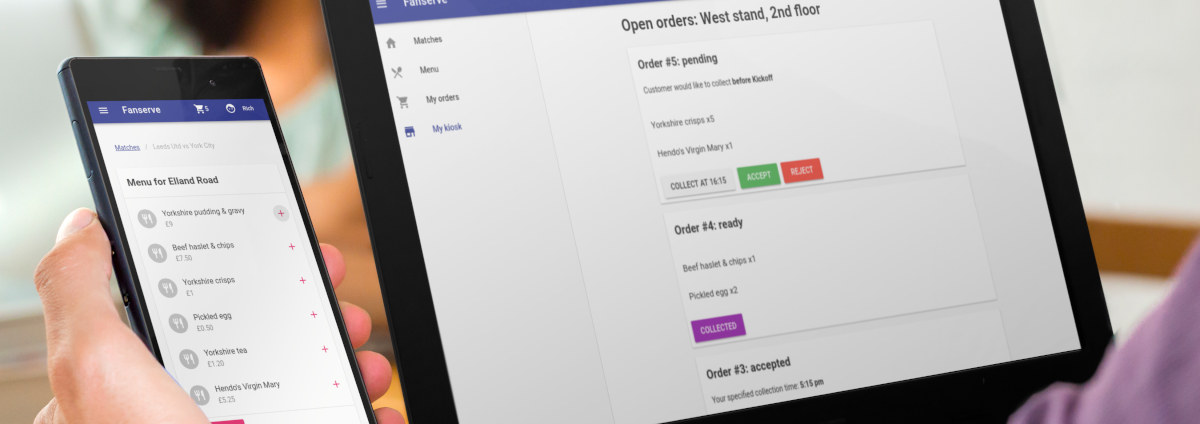 Fanserve
5
Rich
Matches / Leeds Utd vs York City
Menu for Elland Road
Yorkshire pudding & gravy
£9
Beef haslet & chips
£7.50
Yorkshire crisps
£1
Pickled egg
£0.50
Yorkshire tea
£1.20
Hendo's Virgin Mary
£5.25
Fanserve
Matches
Menu
My orders
My kiosk
Open orders: West stand, 2nd floor
Order #5: pending
Customer would like to collect before Kickoff
Yorkshire crisps x5
Hendo's Virgin Mary x1
COLLECT AT 16:15 ACCEPT REJECT
Order #4: ready
Beef haslet & chips x1
Pickled egg x2
COLLECTED
Order #3: accepted
Your specified collection time: 5:15 pm